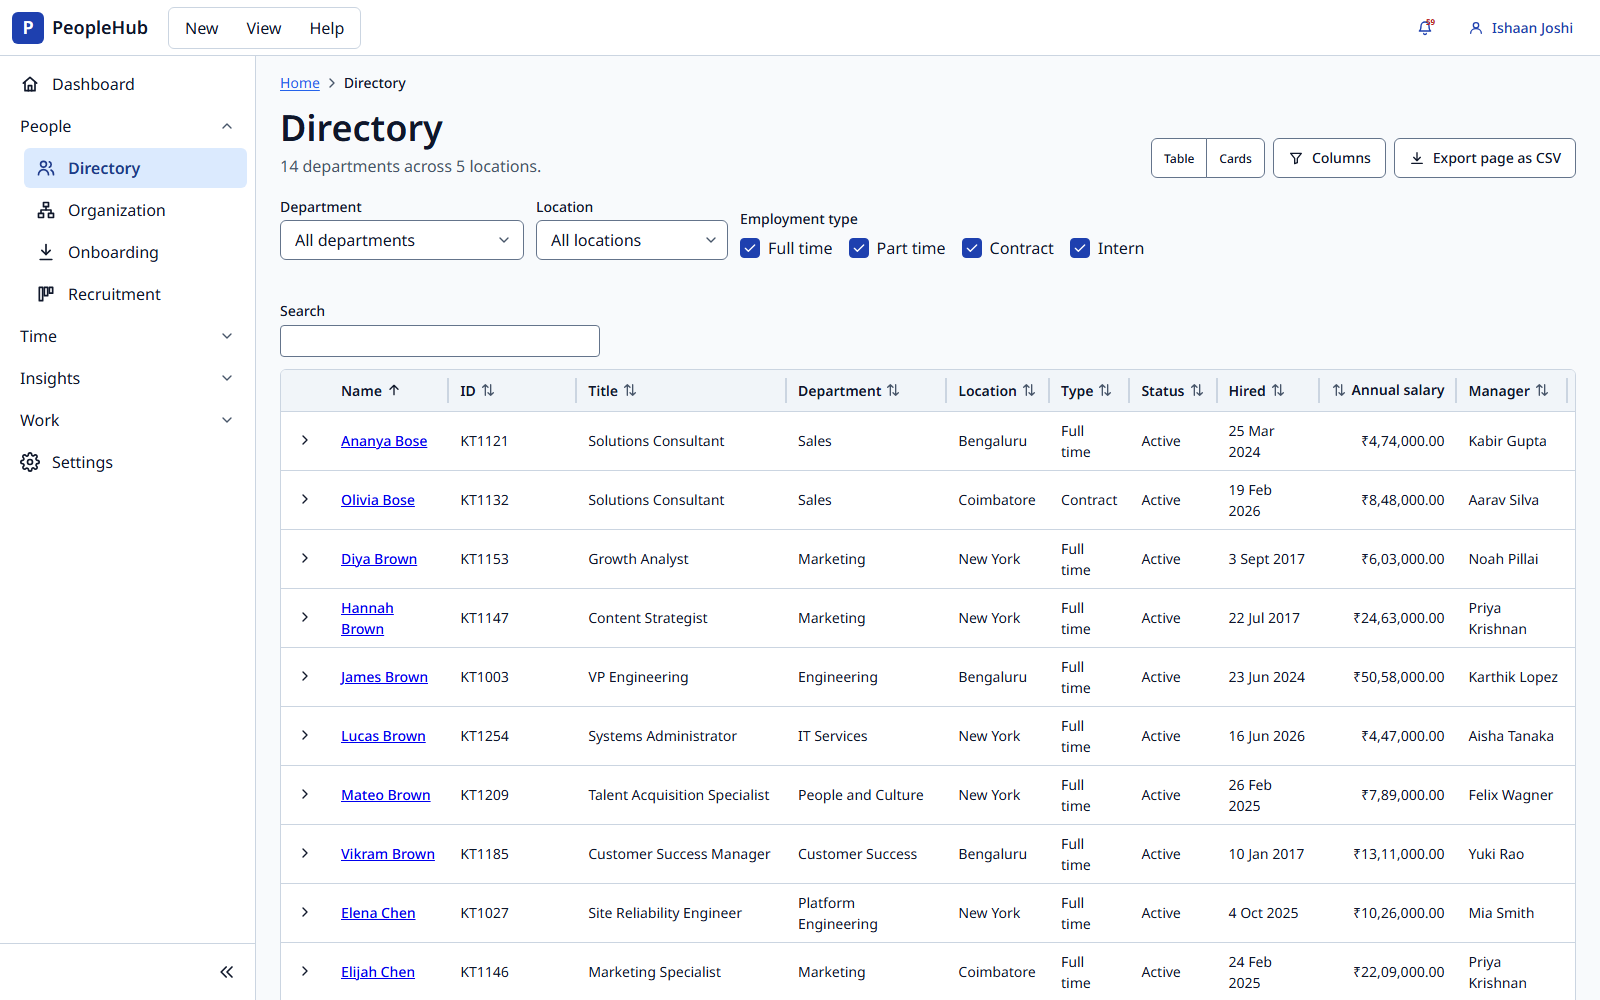 P PeopleHub New View Help 59 Ishaan Joshi
Dashboard
People
Directory
Organization
Onboarding
Recruitment
Time
Insights
Work
Settings
Home Directory
Directory
14 departments across 5 locations.
Table Cards Columns Export page as CSV
Department Location Employment type
All departments All locations Full time Part time Contract Intern
Search
Name ID Title Department Location Type Status Hired Annual salary Manager
Ananya Bose KT1121 Solutions Consultant Sales Bengaluru Full time Active 25 Mar 2024 ₹4,74,000.00 Kabir Gupta
Olivia Bose KT1132 Solutions Consultant Sales Coimbatore Contract Active 19 Feb 2026 ₹8,48,000.00 Aarav Silva
Diya Brown KT1153 Growth Analyst Marketing New York Full time Active 3 Sept 2017 ₹6,03,000.00 Noah Pillai
Hannah Brown KT1147 Content Strategist Marketing New York Full time Active 22 Jul 2017 ₹24,63,000.00 Priya Krishnan
James Brown KT1003 VP Engineering Engineering Bengaluru Full time Active 23 Jun 2024 ₹50,58,000.00 Karthik Lopez
Lucas Brown KT1254 Systems Administrator IT Services New York Full time Active 16 Jun 2026 ₹4,47,000.00 Aisha Tanaka
Mateo Brown KT1209 Talent Acquisition Specialist People and Culture New York Full time Active 26 Feb 2025 ₹7,89,000.00 Felix Wagner
Vikram Brown KT1185 Customer Success Manager Customer Success Bengaluru Full time Active 10 Jan 2017 ₹13,11,000.00 Yuki Rao
Elena Chen KT1027 Site Reliability Engineer Platform Engineering New York Full time Active 4 Oct 2025 ₹10,26,000.00 Mia Smith
Elijah Chen KT1146 Marketing Specialist Marketing Coimbatore Full time Active 24 Feb 2025 ₹22,09,000.00 Priya Krishnan